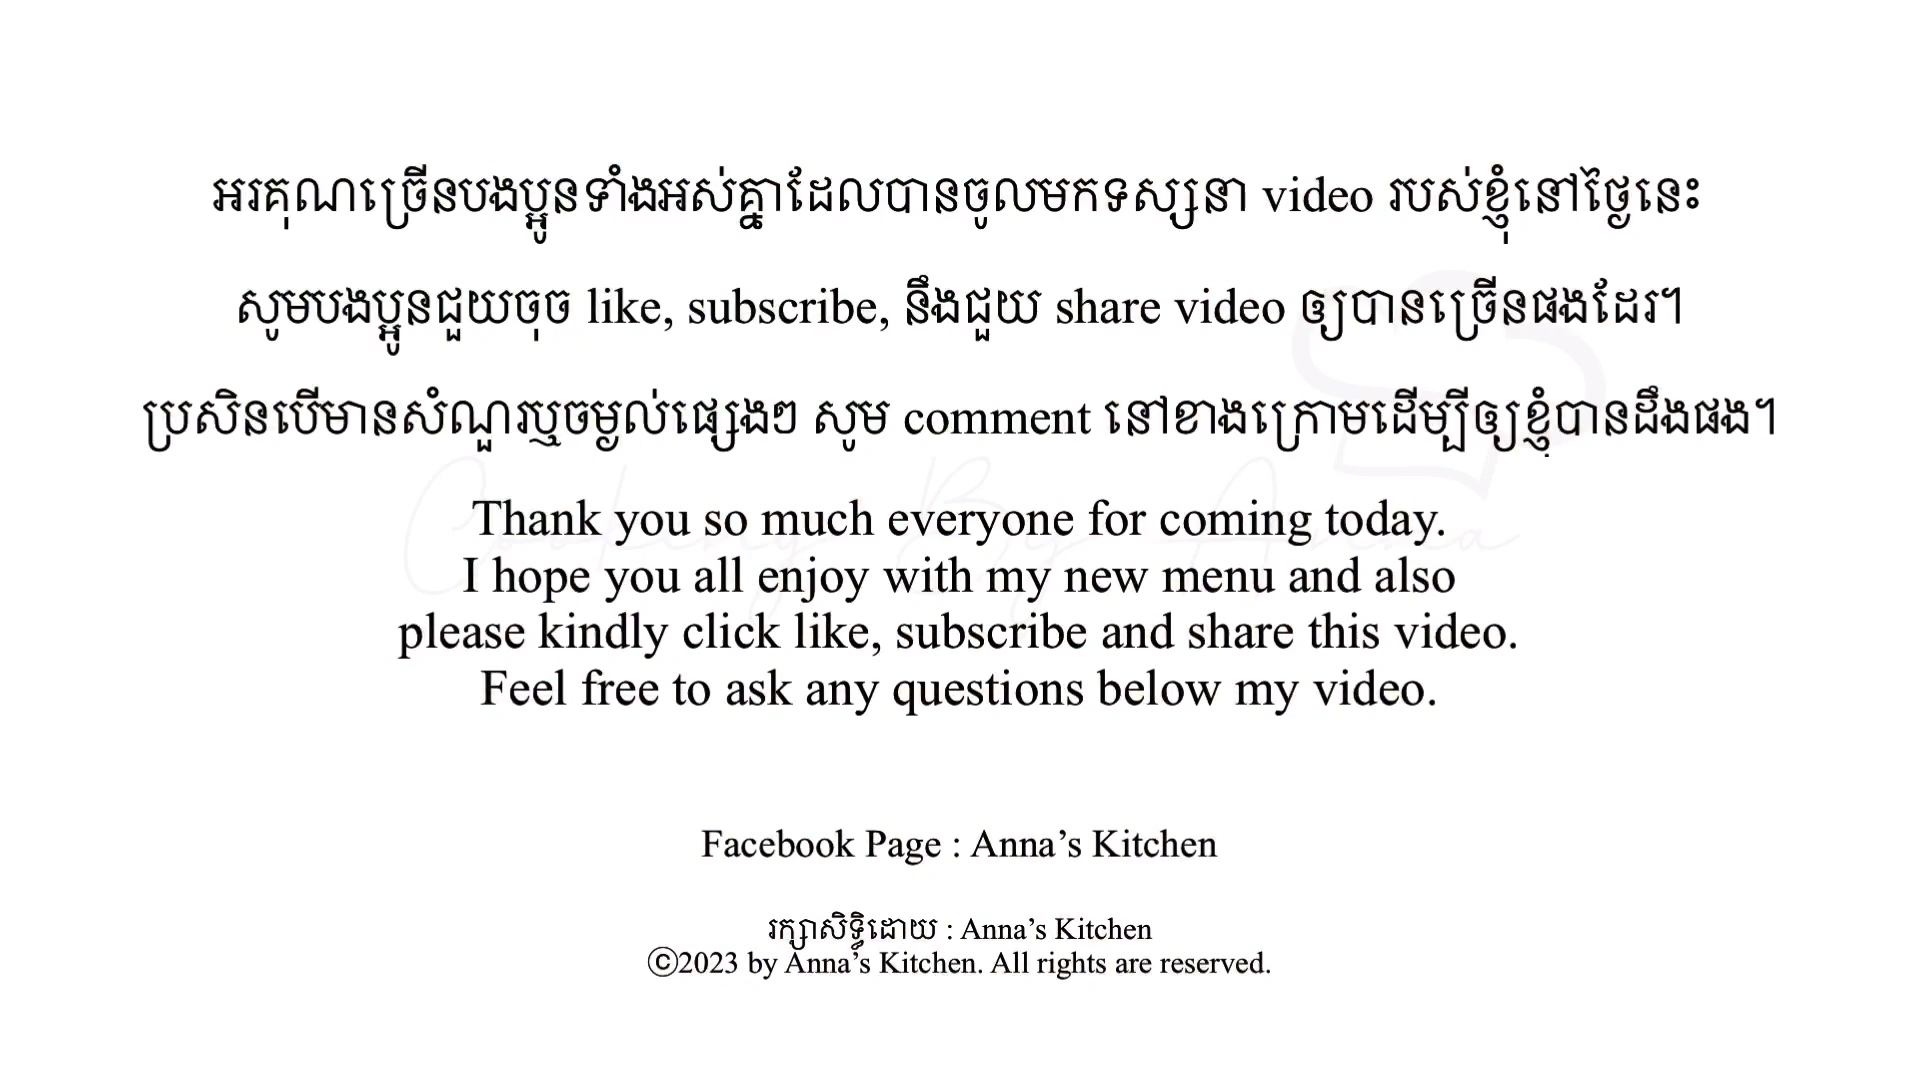 អរគុណច្រើនបងប្អូនទាំងអស់គ្នាដែលបានចូលមកទស្សនា video របស់ខ្ញុំនៅថ្ងៃនេះ
សូមបងប្អូនជួយចុច like, subscribe, នឹងជួយ share video ឲ្យបានច្រើនផងដែរ។
ប្រសិនបើមានសំណួរឬចម្ងល់ផ្សេងៗ សូម comment នៅខាងក្រោមដើម្បីឲ្យខ្ញុំបានដឹងផង។
Cooking By Anna
Thank you so much everyone for coming today.
I hope you all enjoy with my new menu and also
please kindly click like, subscribe and share this video.
Feel free to ask any questions below my video.
Facebook Page : Anna’s Kitchen
រក្សាសិទ្ធិដោយ : Anna’s Kitchen
©2023 by Anna’s Kitchen. All rights are reserved.